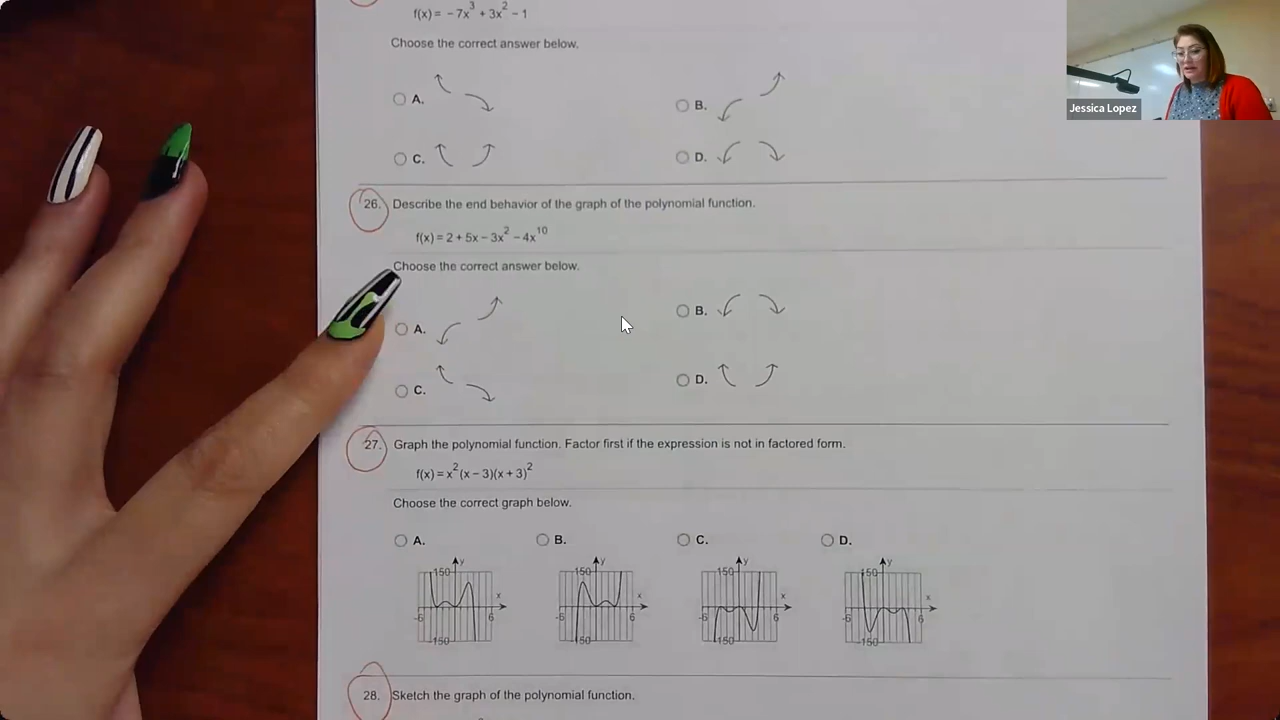 f(x) = − 7x³ + 3x² − 1
Choose the correct answer below.
A.
B.
C.
D.
26. Describe the end behavior of the graph of the polynomial function.
f(x) = 2 + 5x − 3x² − 4x¹⁰
Choose the correct answer below.
A.
B.
C.
D.
27. Graph the polynomial function. Factor first if the expression is not in factored form.
f(x) = x²(x − 3)(x + 3)²
Choose the correct graph below.
A. B. C. D.
150 y 150 y 150 y 150 y
x x x x
-6 6 -6 6 -6 6 -6 6
-150 -150 -150 -150
28. Sketch the graph of the polynomial function.
Jessica Lopez